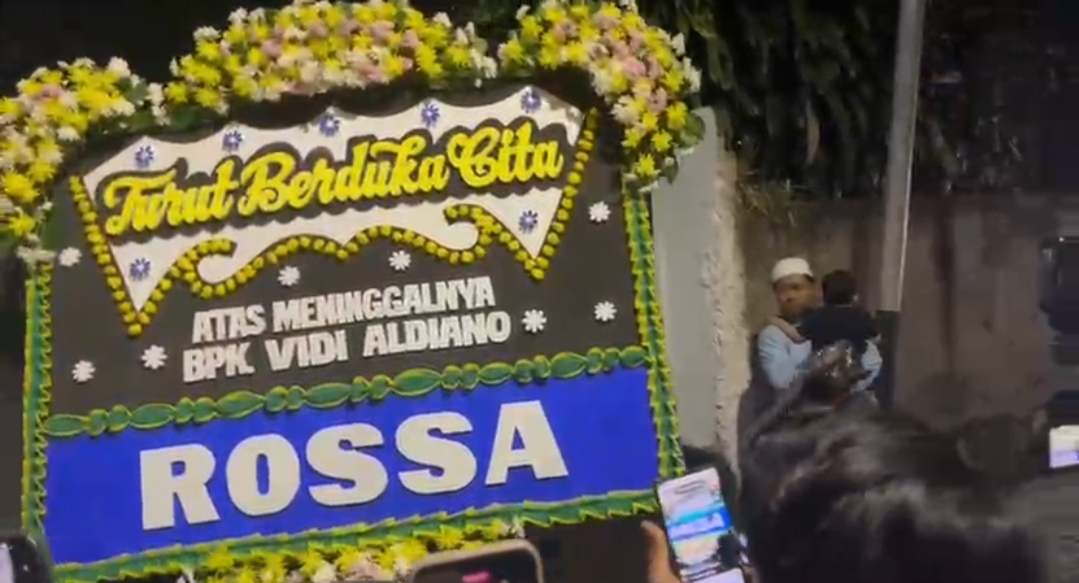 Turut Berduka Cita
ATAS MENINGGALNYA
BPK. VIDI ALDIANO
ROSSA